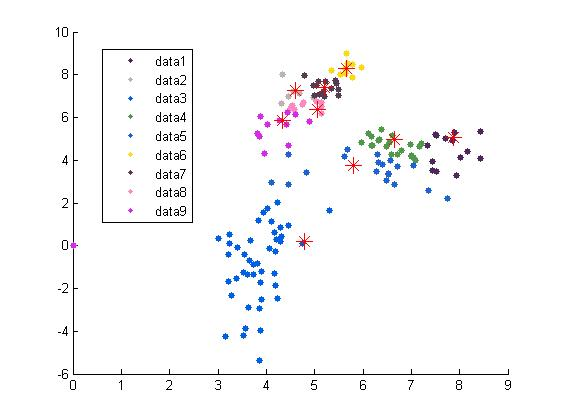 10
8
6
4
2
0
-2
-4
-6
0 1 2 3 4 5 6 7 8 9
data1
data2
data3
data4
data5
data6
data7
data8
data9